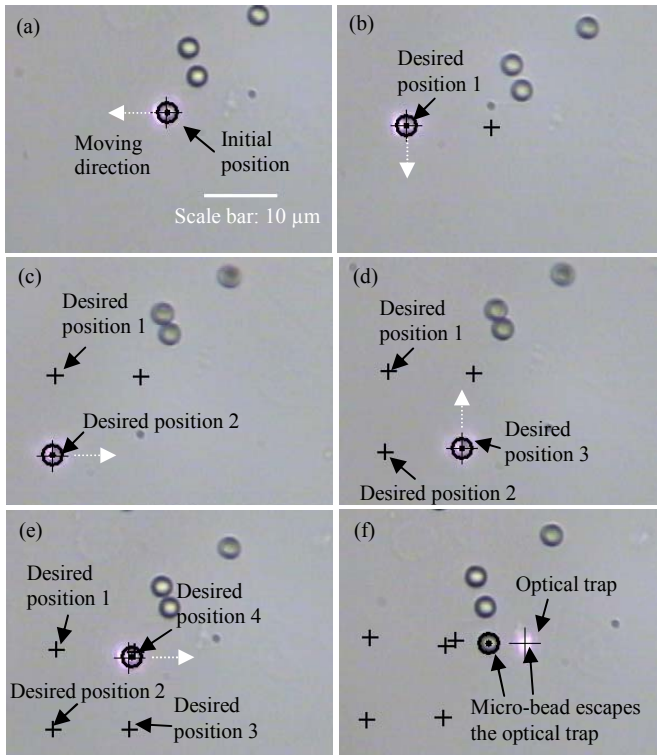 (a)
Moving
direction
Initial
position
Scale bar: 10 µm
(b)
Desired
position 1
(c)
Desired
position 1
Desired position 2
(d)
Desired
position 1
Desired
position 3
Desired position 2
(e)
Desired
position 1
Desired
position 4
Desired position 2
Desired
position 3
(f)
Optical trap
Micro-bead escapes
the optical trap